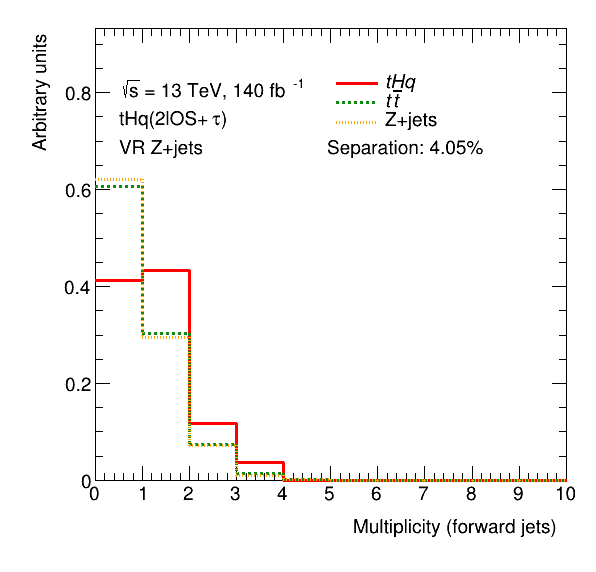 Arbitrary units
√s = 13 TeV, 140 fb⁻¹
tHq(2lOS+ τ)
VR Z+jets
tHq
tt̅
Z+jets
Separation: 4.05%
0.8
0.6
0.4
0.2
0
0 1 2 3 4 5 6 7 8 9 10
Multiplicity (forward jets)